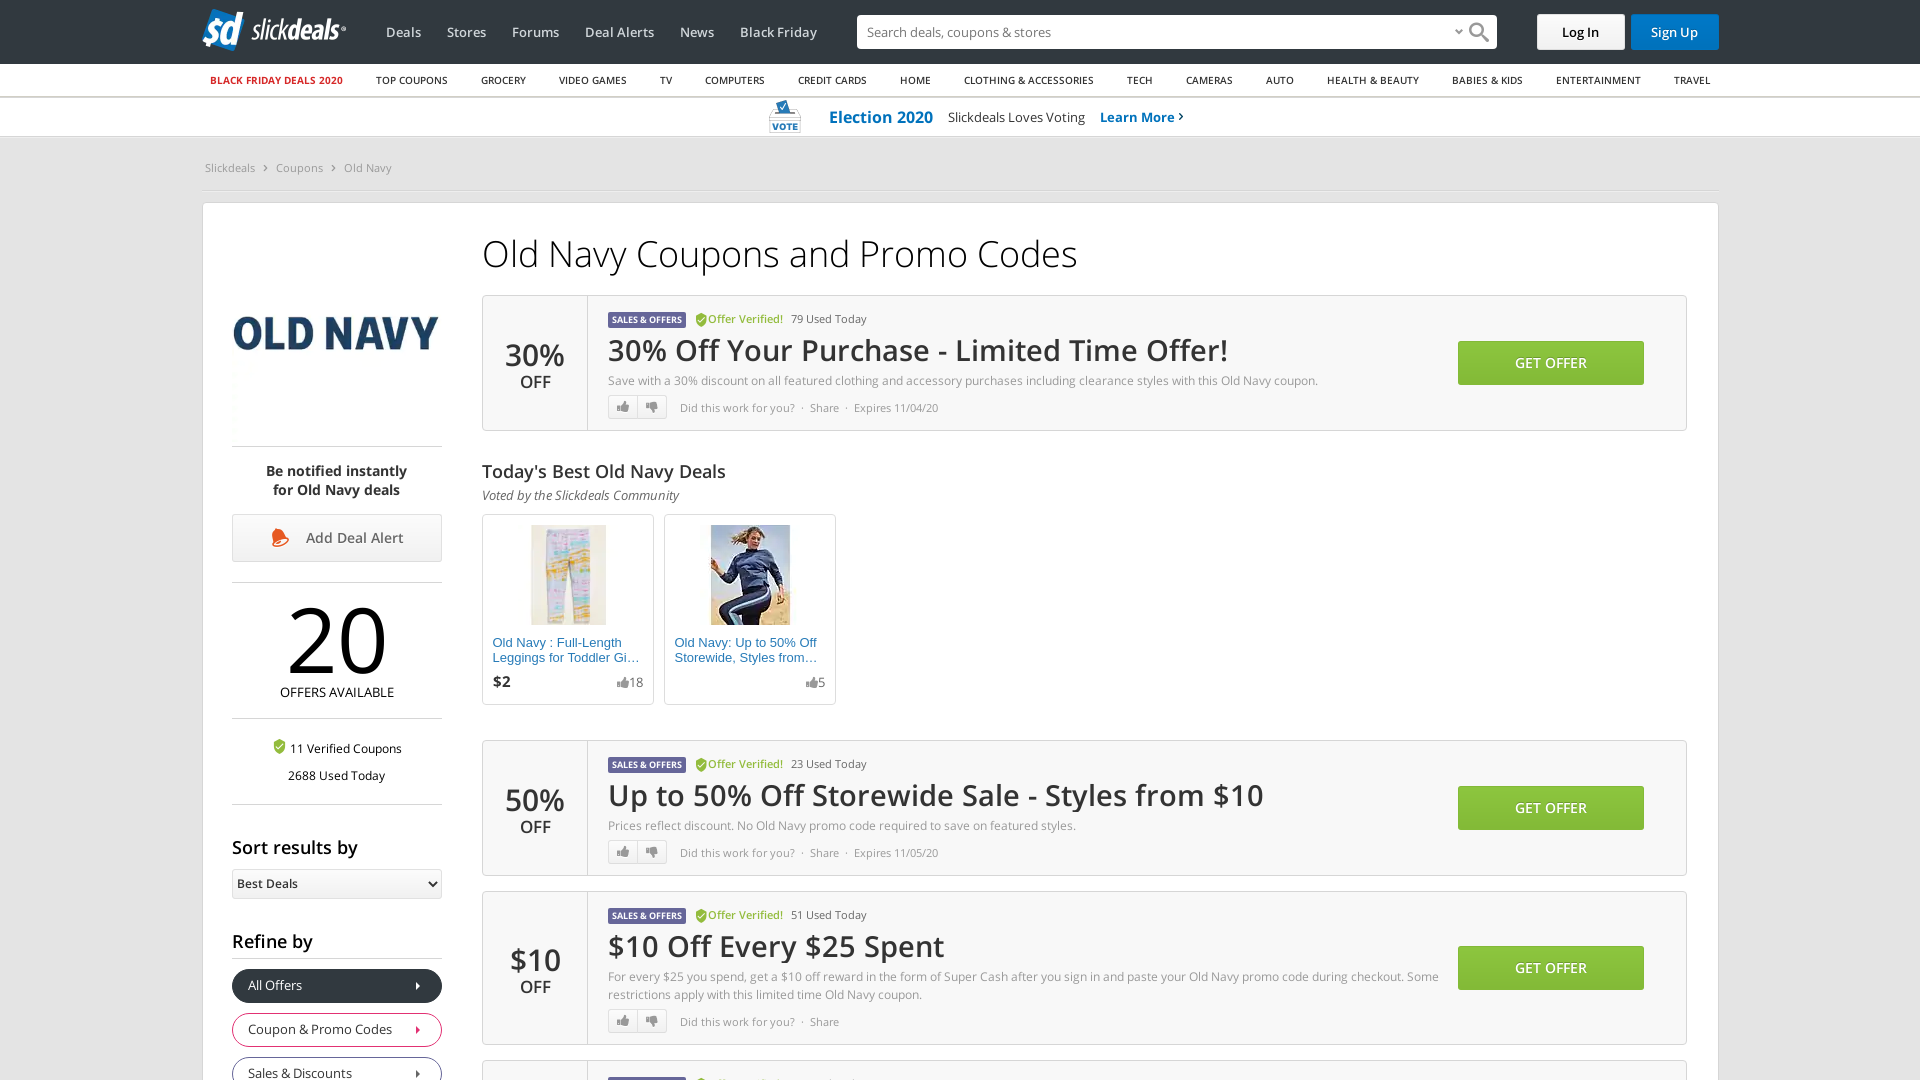 sd slickdeals®
Deals
Stores
Forums
Deal Alerts
News
Black Friday
Search deals, coupons & stores
Log In
Sign Up
BLACK FRIDAY DEALS 2020
TOP COUPONS
GROCERY
VIDEO GAMES
TV
COMPUTERS
CREDIT CARDS
HOME
CLOTHING & ACCESSORIES
TECH
CAMERAS
AUTO
HEALTH & BEAUTY
BABIES & KIDS
ENTERTAINMENT
TRAVEL
VOTE
Election 2020
Slickdeals Loves Voting
Learn More
Slickdeals
Coupons
Old Navy
OLD NAVY
Be notified instantly
for Old Navy deals
Add Deal Alert
20
OFFERS AVAILABLE
11 Verified Coupons
2688 Used Today
Sort results by
Best Deals
Refine by
All Offers
Coupon & Promo Codes
Sales & Discounts
Old Navy Coupons and Promo Codes
30%
OFF
SALES & OFFERS
Offer Verified!
79 Used Today
30% Off Your Purchase - Limited Time Offer!
Save with a 30% discount on all featured clothing and accessory purchases including clearance styles with this Old Navy coupon.
Did this work for you? · Share · Expires 11/04/20
GET OFFER
Today's Best Old Navy Deals
Voted by the Slickdeals Community
Old Navy : Full-Length
Leggings for Toddler Gi…
$2
18
Old Navy: Up to 50% Off
Storewide, Styles from…
5
50%
OFF
SALES & OFFERS
Offer Verified!
23 Used Today
Up to 50% Off Storewide Sale - Styles from $10
Prices reflect discount. No Old Navy promo code required to save on featured styles.
Did this work for you? · Share · Expires 11/05/20
GET OFFER
$10
OFF
SALES & OFFERS
Offer Verified!
51 Used Today
$10 Off Every $25 Spent
For every $25 you spend, get a $10 off reward in the form of Super Cash after you sign in and paste your Old Navy promo code during checkout. Some
restrictions apply with this limited time Old Navy coupon.
Did this work for you? · Share
GET OFFER